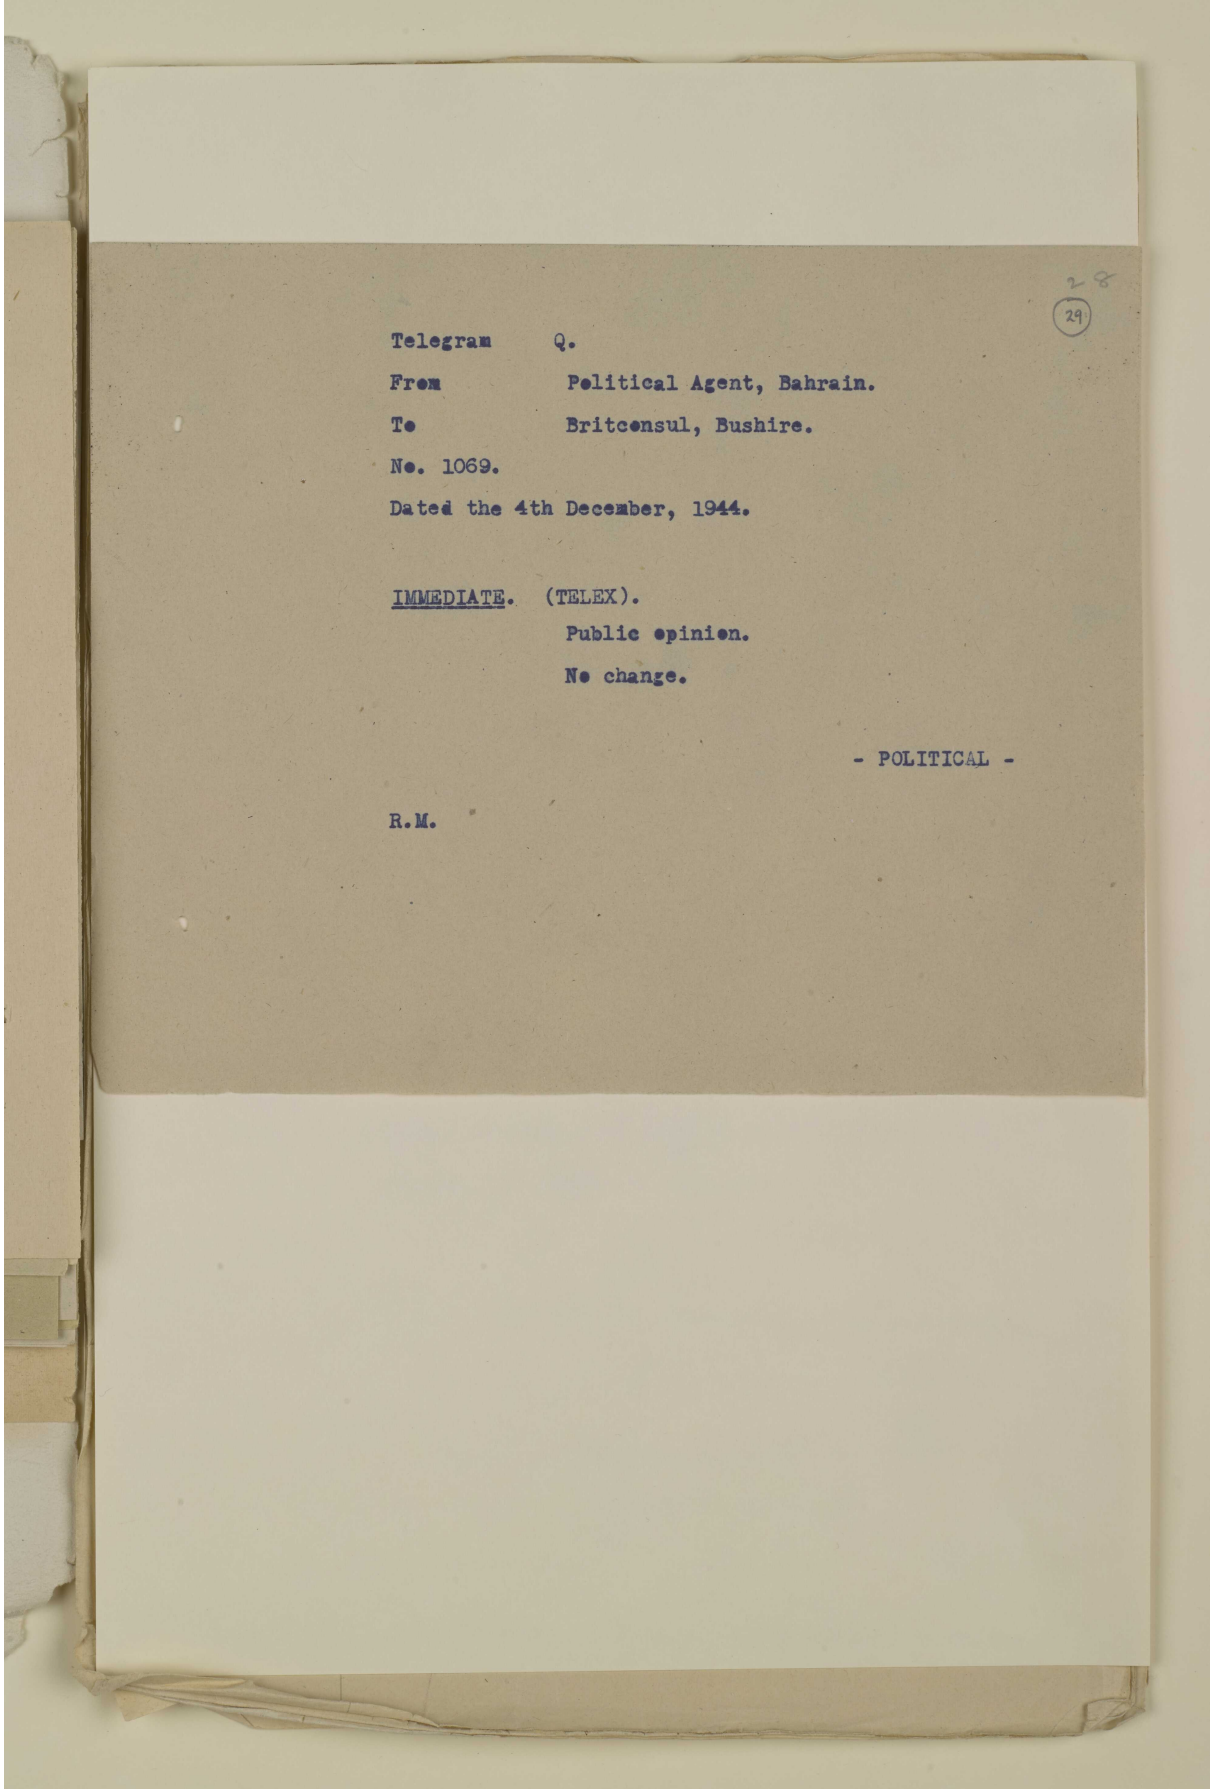 28
29
Telegram Q.
From Political Agent, Bahrain.
To Britconsul, Bushire.
No. 1069.
Dated the 4th December, 1944.
IMMEDIATE. (TELEX).
Public opinion.
No change.
- POLITICAL -
R.M.